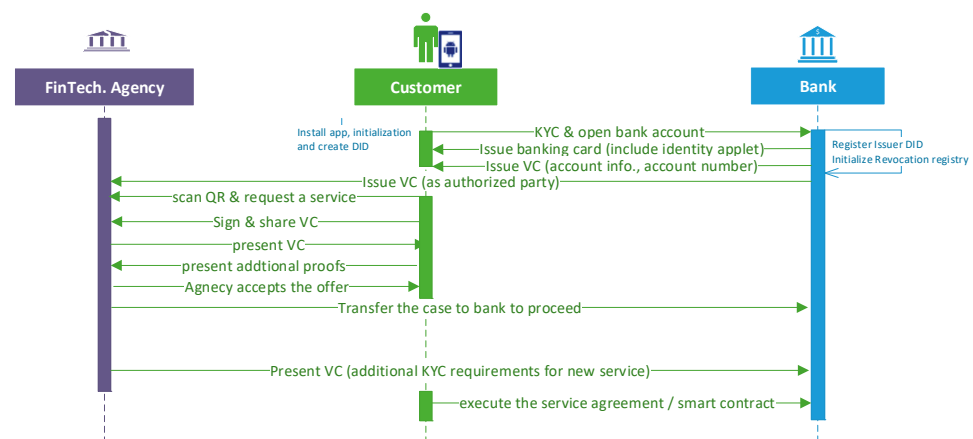 FinTech. Agency
Customer
Bank
Install app, initialization
and create DID
KYC & open bank account
Register Issuer DID
Initialize Revocation registry
Issue banking card (include identity applet)
Issue VC (account info., account number)
Issue VC (as authorized party)
scan QR & request a service
Sign & share VC
present VC
present addtional proofs
Agnecy accepts the offer
Transfer the case to bank to proceed
Present VC (additional KYC requirements for new service)
execute the service agreement / smart contract